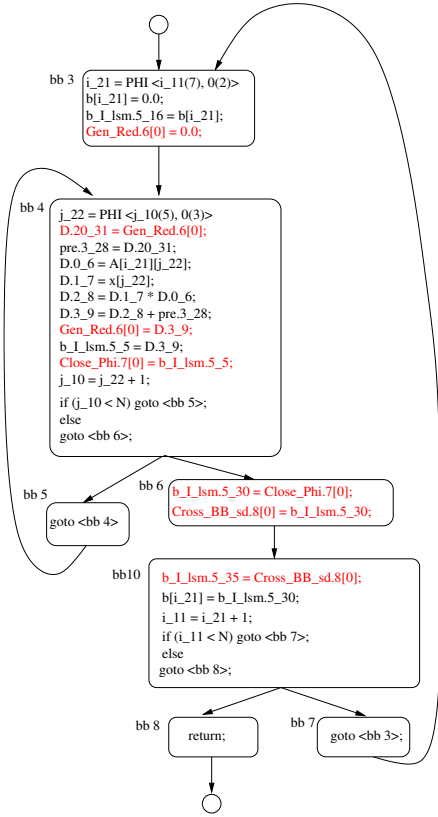 bb 3
i_21 = PHI <i_11(7), 0(2)>
b[i_21] = 0.0;
b_I_lsm.5_16 = b[i_21];
Gen_Red.6[0] = 0.0;
bb 4
j_22 = PHI <j_10(5), 0(3)>
D.20_31 = Gen_Red.6[0];
pre.3_28 = D.20_31;
D.0_6 = A[i_21][j_22];
D.1_7 = x[j_22];
D.2_8 = D.1_7 * D.0_6;
D.3_9 = D.2_8 + pre.3_28;
Gen_Red.6[0] = D.3_9;
b_I_lsm.5_5 = D.3_9;
Close_Phi.7[0] = b_I_lsm.5_5;
j_10 = j_22 + 1;
if (j_10 < N) goto <bb 5>;
else
goto <bb 6>;
bb 5
goto <bb 4>
bb 6
b_I_lsm.5_30 = Close_Phi.7[0];
Cross_BB_sd.8[0] = b_I_lsm.5_30;
bb10
b_I_lsm.5_35 = Cross_BB_sd.8[0];
b[i_21] = b_I_lsm.5_30;
i_11 = i_21 + 1;
if (i_11 < N) goto <bb 7>;
else
goto <bb 8>;
bb 8
return;
bb 7
goto <bb 3>;